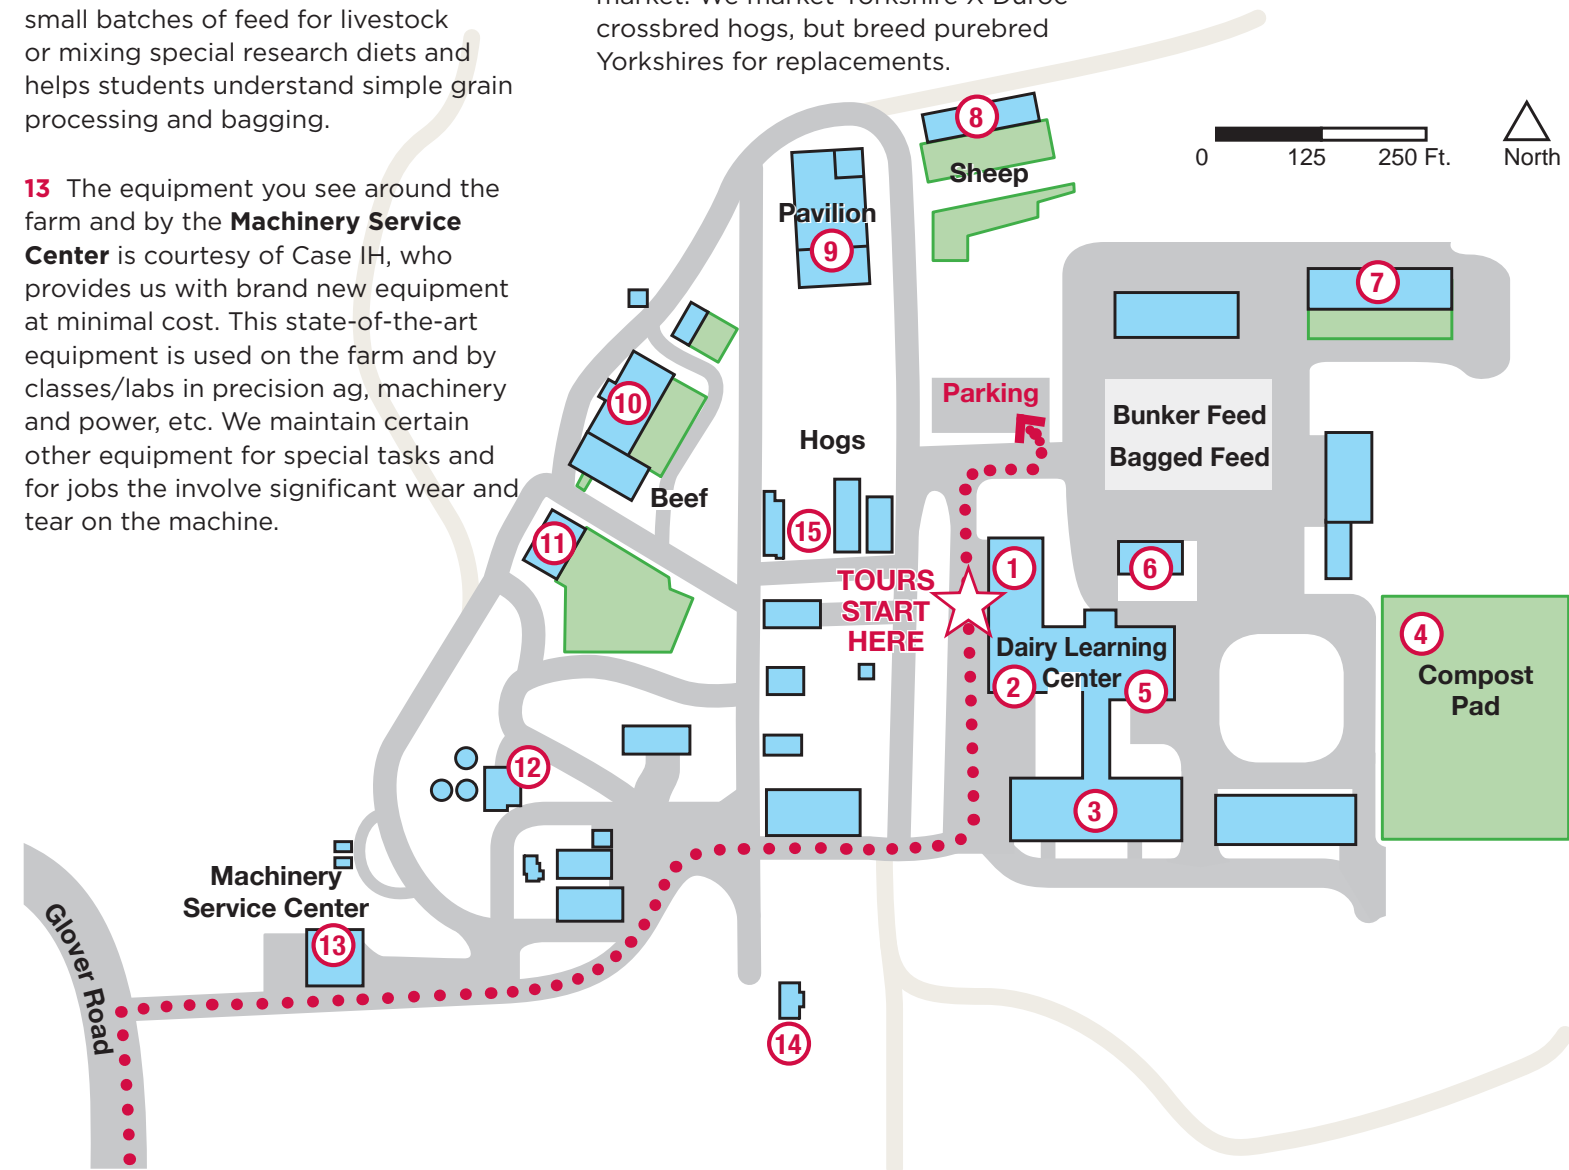 small batches of feed for livestock
or mixing special research diets and
helps students understand simple grain
processing and bagging.
13 The equipment you see around the
farm and by the Machinery Service
Center is courtesy of Case IH, who
provides us with brand new equipment
at minimal cost. This state-of-the-art
equipment is used on the farm and by
classes/labs in precision ag, machinery
and power, etc. We maintain certain
other equipment for special tasks and
for jobs the involve significant wear and
tear on the machine.
market. We market Yorkshire X Duroc
crossbred hogs, but breed purebred
Yorkshires for replacements.
0 125 250 Ft.
North
8
Sheep
Pavilion
9
7
10
Parking
Bunker Feed
Bagged Feed
Hogs
Beef
11
15
1
6
TOURS
START
HERE
4
Dairy Learning
Center
2
5
Compost
Pad
12
3
Machinery
Service Center
13
Glover Road
14